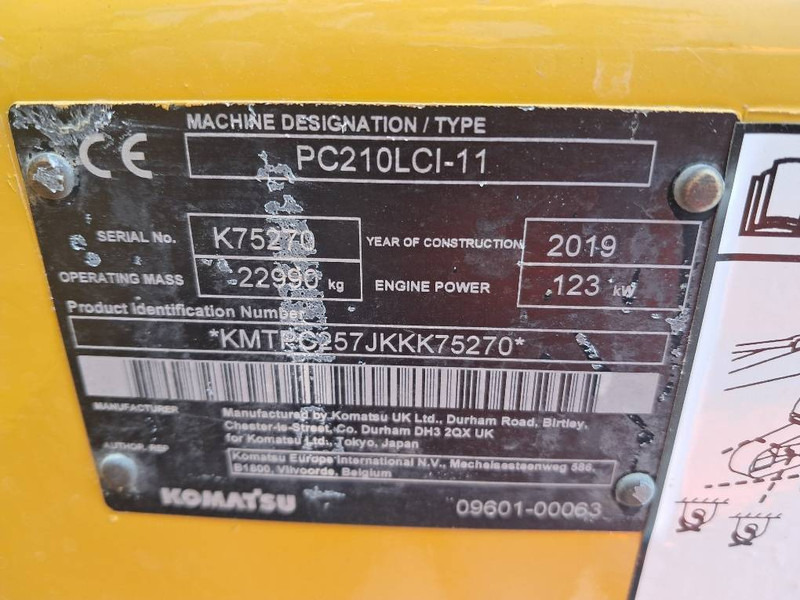 CE
MACHINE DESIGNATION / TYPE
PC210LCI-11
SERIAL No. K75270 YEAR OF CONSTRUCTION 2019
OPERATING MASS 22990 kg ENGINE POWER 123 kW
Product Identification Number
*KMTPC257JKKK75270*
MANUFACTURER
Manufactured by Komatsu UK Ltd., Durham Road, Birtley,
Chester-le-Street, Co. Durham DH3 2QX UK
for Komatsu Ltd., Tokyo, Japan
AUTHOR. REP
Komatsu Europe International N.V., Mechelsesteenweg 586,
B1800, Vilvoorde, Belgium
KOMATSU
09601-00063